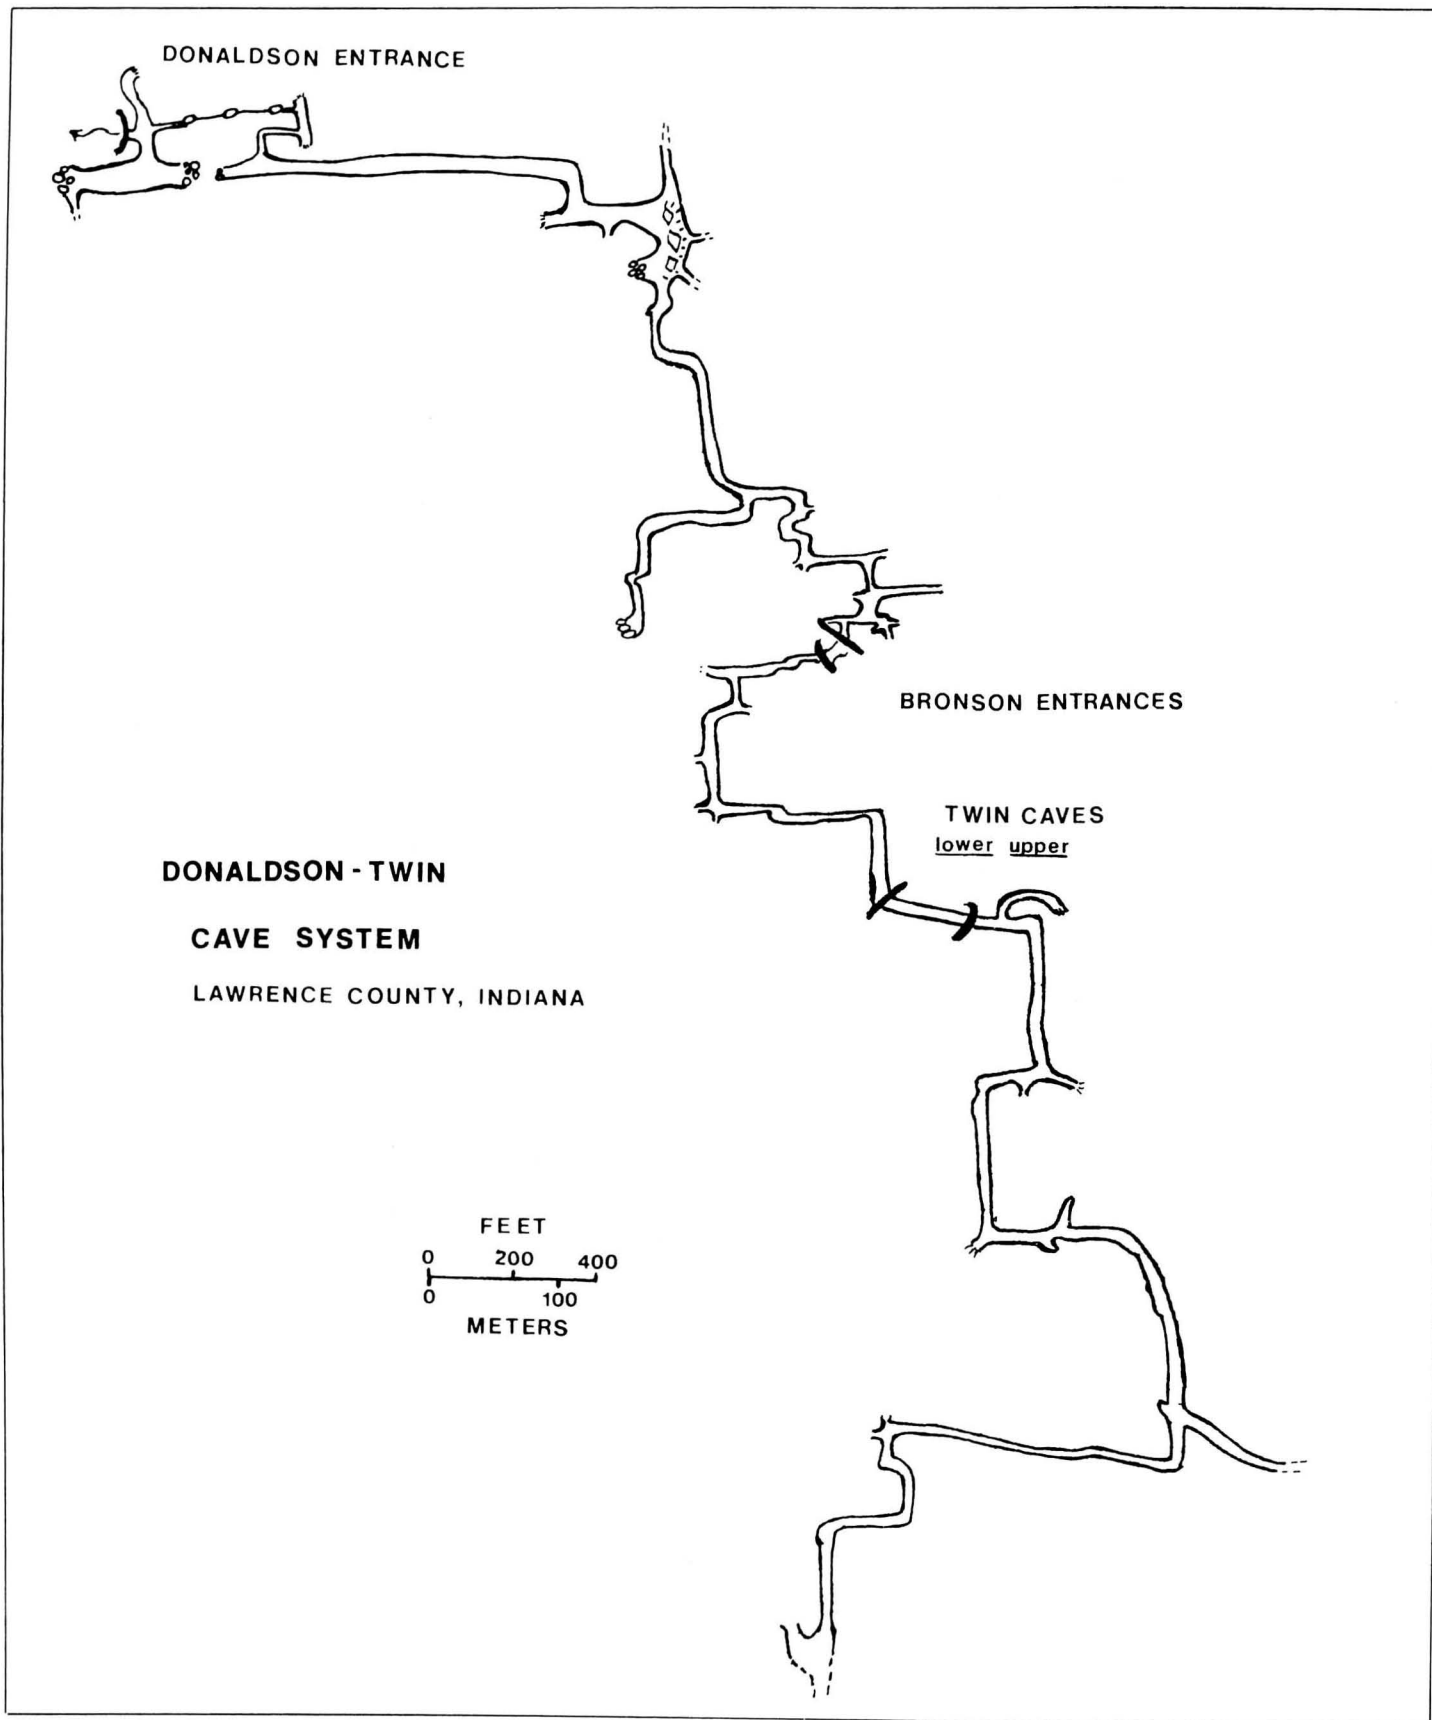 DONALDSON ENTRANCE
BRONSON ENTRANCES
TWIN CAVES
lower upper
DONALDSON - TWIN
CAVE SYSTEM
LAWRENCE COUNTY, INDIANA
FEET
0 200 400
0 100
METERS